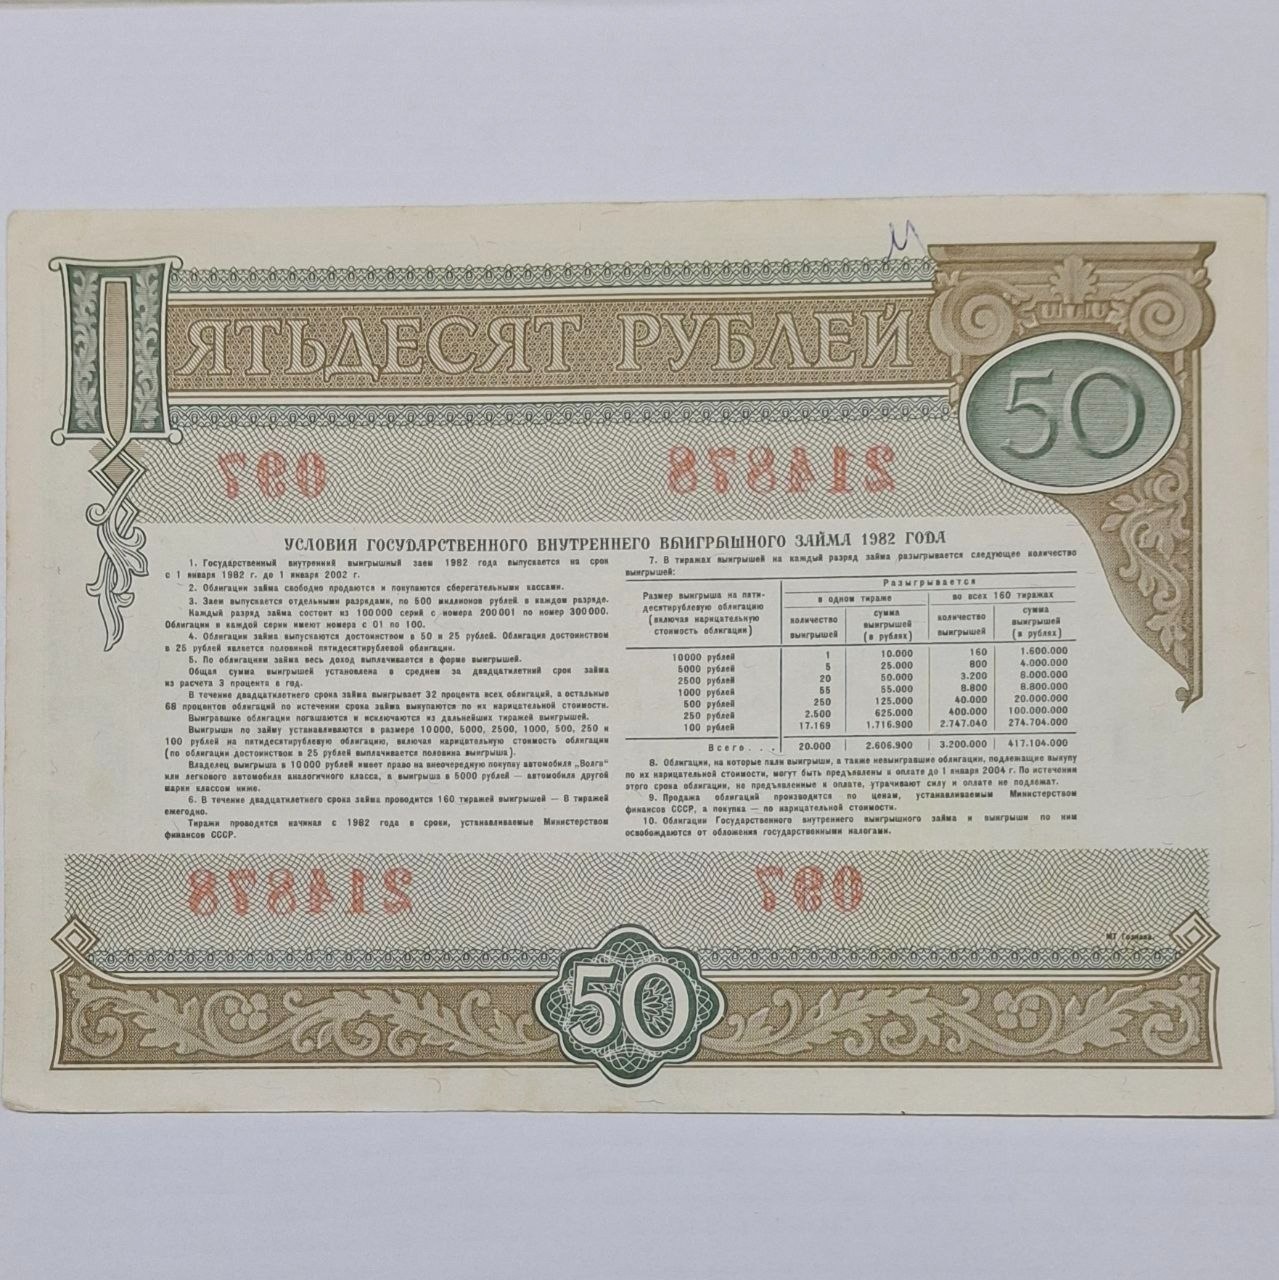 ПЯТЬДЕСЯТ РУБЛЕЙ
50
097 214878
УСЛОВИЯ ГОСУДАРСТВЕННОГО ВНУТРЕННЕГО ВЫИГРЫШНОГО ЗАЙМА 1982 ГОДА
1. Государственный внутренний выигрышный заем 1982 года выпускается на срок
с 1 января 1982 г. до 1 января 2002 г.
2. Облигации займа свободно продаются и покупаются сберегательными кассами.
3. Заем выпускается отдельными разрядами, по 500 миллионов рублей в каждом разряде.
Каждый разряд займа состоит из 100000 серий с номера 200001 по номер 300000.
Облигации в каждой серии имеют номера с 01 по 100.
4. Облигации займа выпускаются достоинством в 50 и 25 рублей. Облигация достоинством
в 25 рублей является половиной пятидесятирублевой облигации.
5. По облигациям займа весь доход выплачивается в форме выигрышей.
Общая сумма выигрышей установлена в среднем за двадцатилетний срок займа
из расчета 3 процента в год.
В течение двадцатилетнего срока займа выигрывает 32 процента всех облигаций, а остальные
68 процентов облигаций по истечении срока займа выкупаются по их нарицательной стоимости.
Выигравшие облигации погашаются и исключаются из дальнейших тиражей выигрышей.
Выигрыши по займу устанавливаются в размере 10000, 5000, 2500, 1000, 500, 250 и
100 рублей на пятидесятирублевую облигацию, включая нарицательную стоимость облигации
(по облигации достоинством в 25 рублей выплачивается половина выигрыша).
Владелец выигрыша в 10000 рублей имеет право на внеочередную покупку автомобиля „Волга"
или легкового автомобиля аналогичного класса, а выигрыша в 5000 рублей — автомобиля другой
марки классом ниже.
6. В течение двадцатилетнего срока займа проводится 160 тиражей выигрышей — 8 тиражей
ежегодно.
Тиражи проводятся начиная с 1982 года в сроки, устанавливаемые Министерством
финансов СССР.
7. В тиражах выигрышей на каждый разряд займа разыгрывается следующее количество
выигрышей:
Размер выигрыша на пяти-
десятирублевую облигацию
(включая нарицательную
стоимость облигации)
Разыгрывается
в одном тираже во всех 160 тиражах
количество выигрышей сумма выигрышей (в рублях) количество выигрышей сумма выигрышей (в рублях)
10000 рублей 1 10.000 160 1.600.000
5000 рублей 5 25.000 800 4.000.000
2500 рублей 20 50.000 3.200 8.000.000
1000 рублей 55 55.000 8.800 8.800.000
500 рублей 250 125.000 40.000 20.000.000
250 рублей 2.500 625.000 400.000 100.000.000
100 рублей 17.169 1.716.900 2.747.040 274.704.000
Всего... 20.000 2.606.900 3.200.000 417.104.000
8. Облигации, на которые пали выигрыши, а также невыигравшие облигации, подлежащие выкупу
по их нарицательной стоимости, могут быть предъявлены к оплате до 1 января 2004 г. По истечении
этого срока облигации, не предъявленные к оплате, утрачивают силу и оплате не подлежат.
9. Продажа облигаций производится по ценам, устанавливаемым Министерством
финансов СССР, а покупка — по нарицательной стоимости.
10. Облигации Государственного внутреннего выигрышного займа и выигрыши по ним
освобождаются от обложения государственными налогами.
214878 097
МТ Гознака.
50